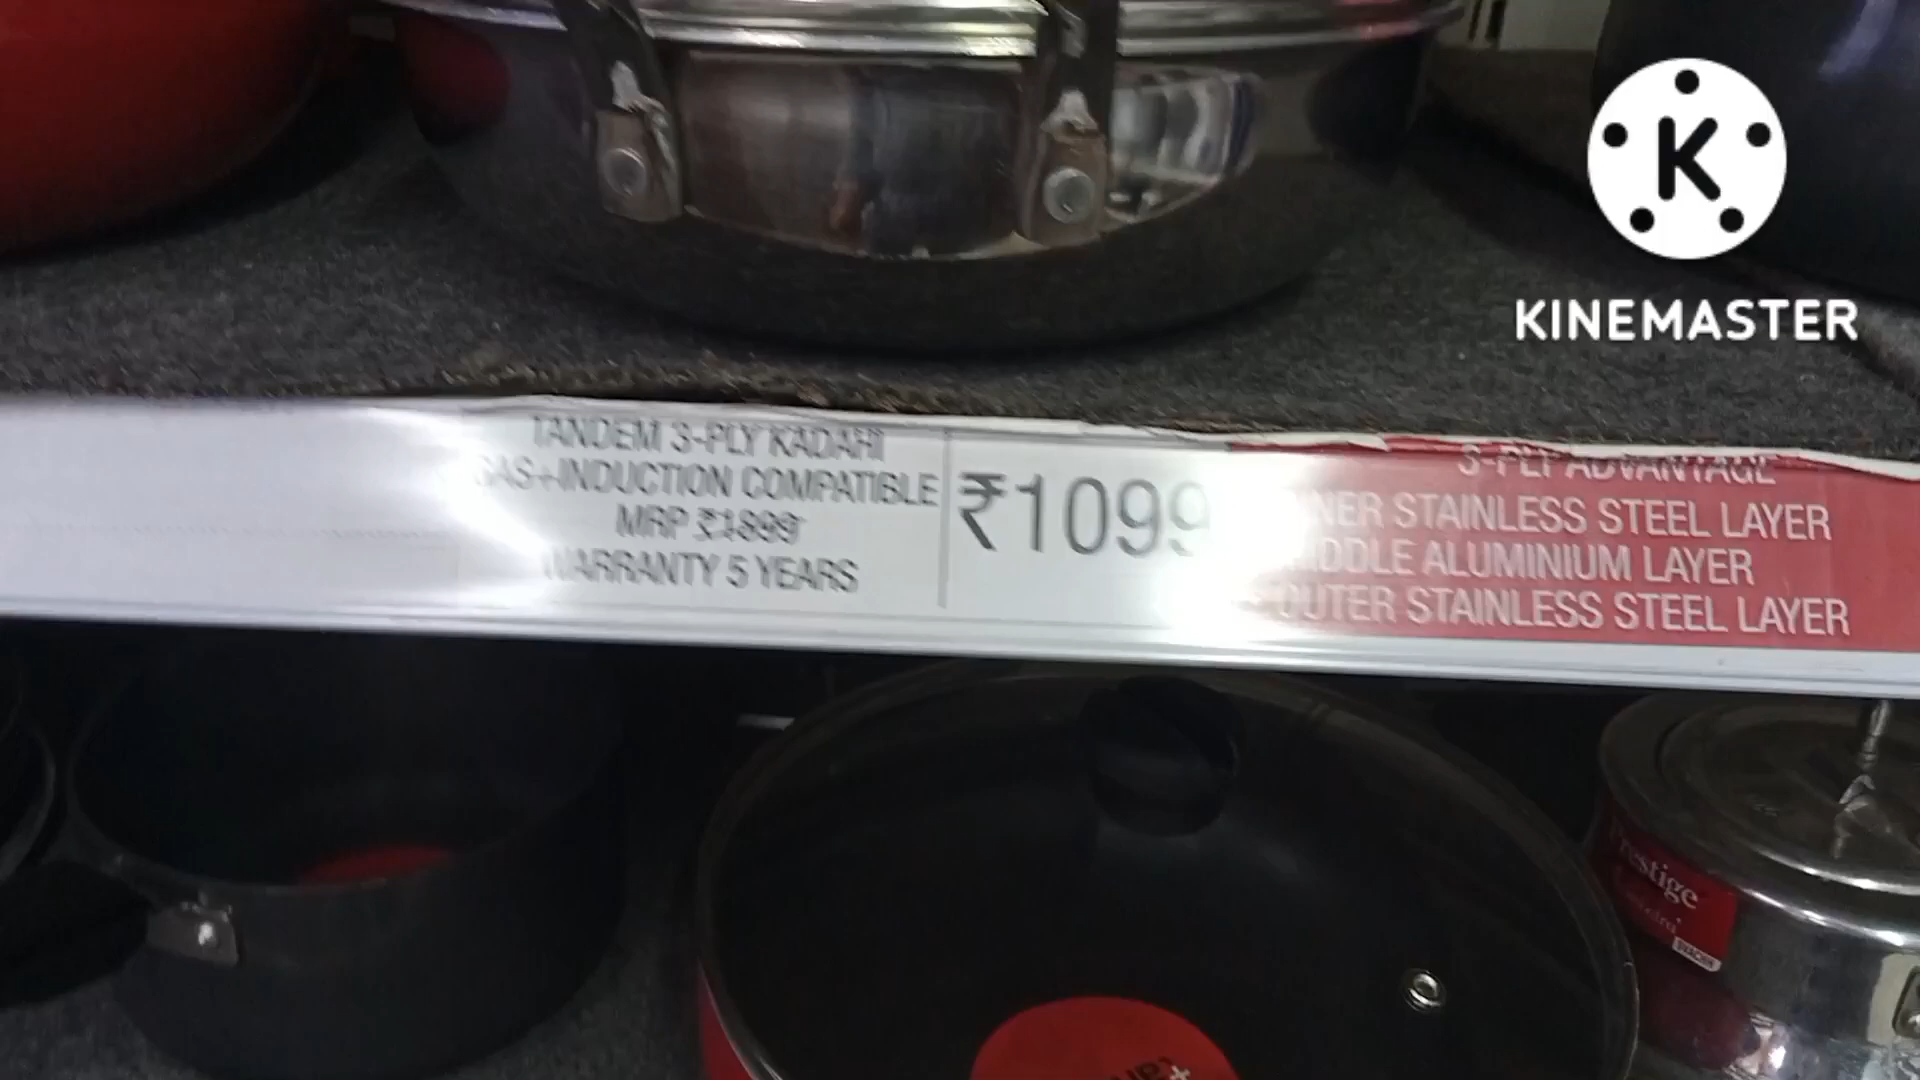 K
KINEMASTER
TANDEM 3-PLY KADAHI
GAS+INDUCTION COMPATIBLE
MRP ₹1899
WARRANTY 5 YEARS
₹1099
3-PLY ADVANTAGE
INNER STAINLESS STEEL LAYER
MIDDLE ALUMINIUM LAYER
OUTER STAINLESS STEEL LAYER
Prestige
SVACHH